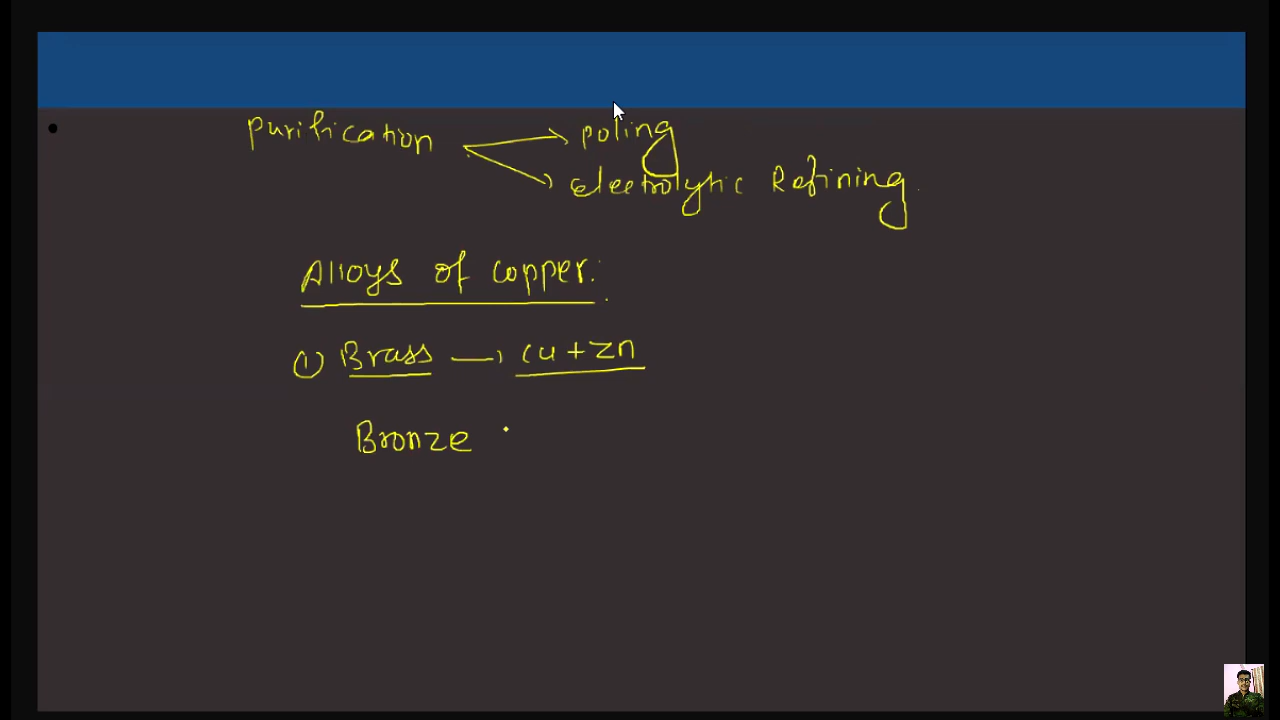 purification → poling
→ electrolytic Refining
Alloys of copper:
① Brass → Cu + Zn
Bronze